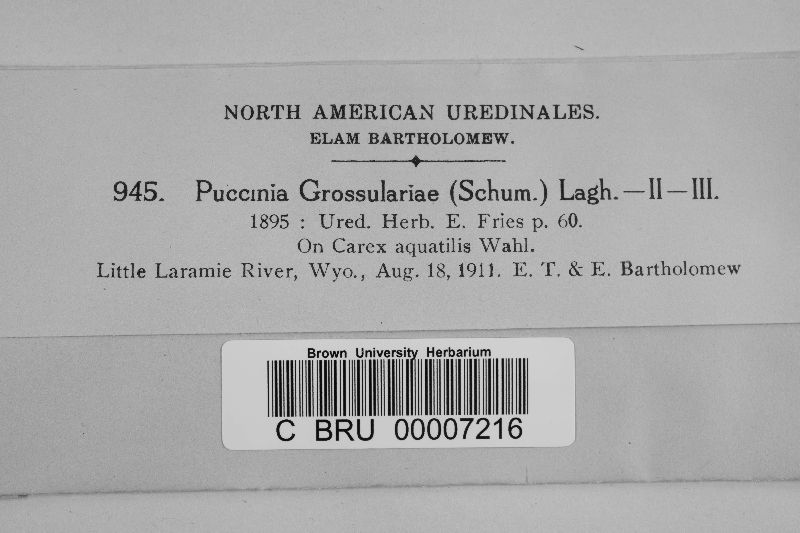 NORTH AMERICAN UREDINALES.
ELAM BARTHOLOMEW.
945. Puccinia Grossulariae (Schum.) Lagh.—II—III.
1895 : Ured. Herb. E. Fries p. 60.
On Carex aquatilis Wahl.
Little Laramie River, Wyo., Aug. 18, 1911. E. T. & E. Bartholomew
Brown University Herbarium
C BRU 00007216